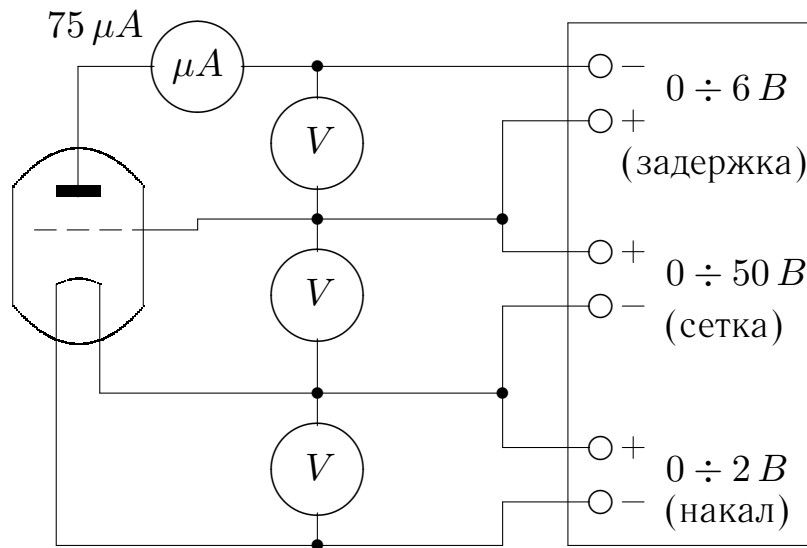 75 μA
μA
− 0 ÷ 6 В
+
(задержка)
V
+
0 ÷ 50 В
V
−
(сетка)
+
0 ÷ 2 В
V
−
(накал)